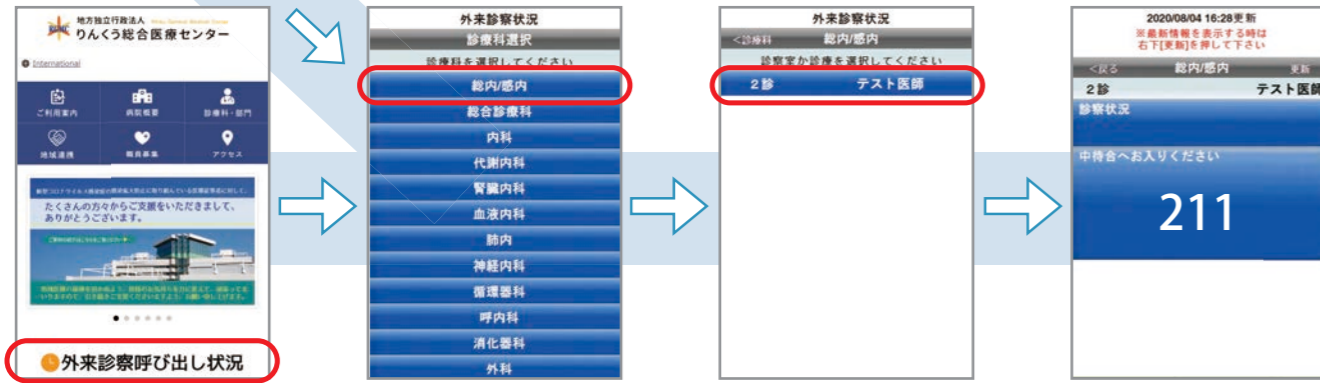 地方独立行政法人
りんくう総合医療センター
International
ご利用案内
病院概要
診療科・部門
地域連携
職員募集
アクセス
たくさんの方々からご支援をいただきまして、
ありがとうございます。
外来診察呼び出し状況
外来診察状況
診療科選択
診療科を選択してください
総内/感内
総合診療科
内科
代謝内科
腎臓内科
血液内科
肺内
神経内科
循環器科
呼内科
消化器科
外科
外来診察状況
<診療科
総内/感内
診察室か診療を選択してください
2診
テスト医師
2020/08/04 16:28更新
※最新情報を表示する時は
右下[更新]を押して下さい
<戻る
総内/感内
更新
2診
テスト医師
診察状況
中待合へお入りください
211